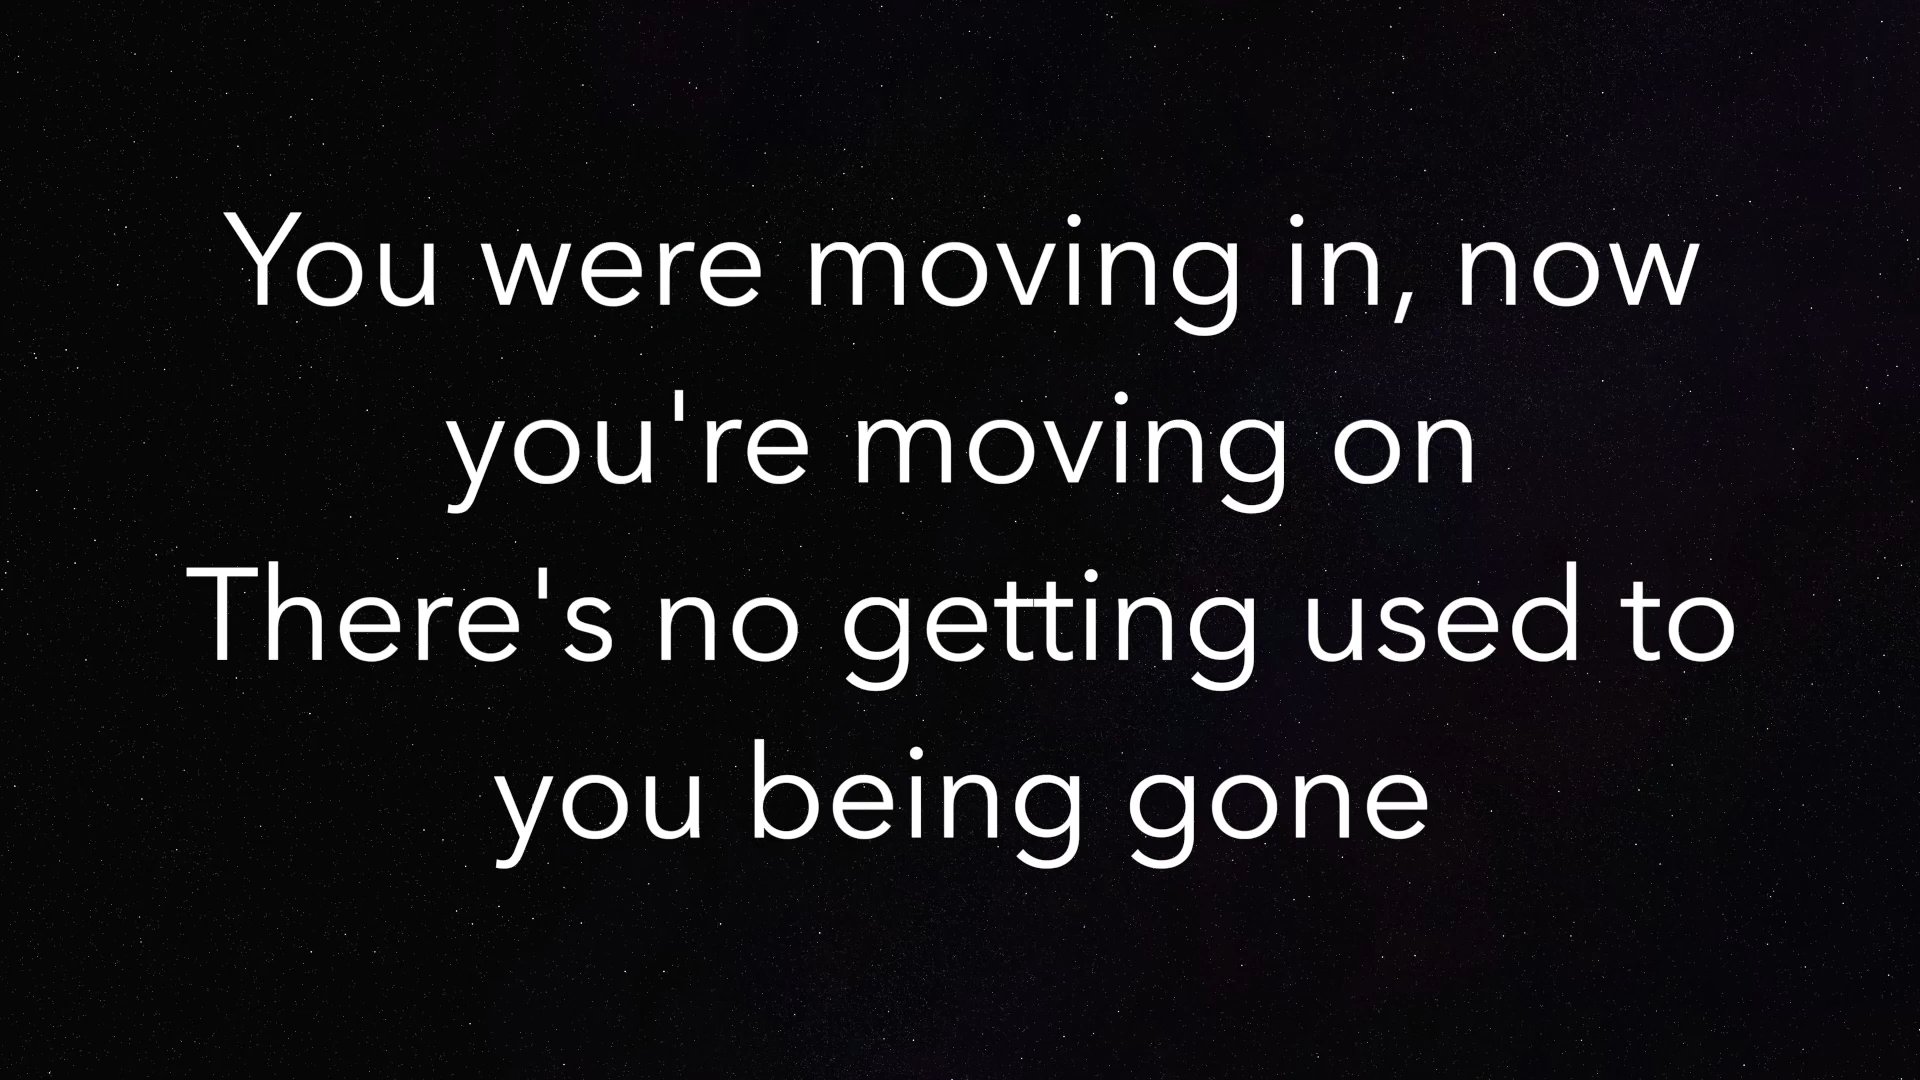 You were moving in, now
you're moving on
There's no getting used to
you being gone